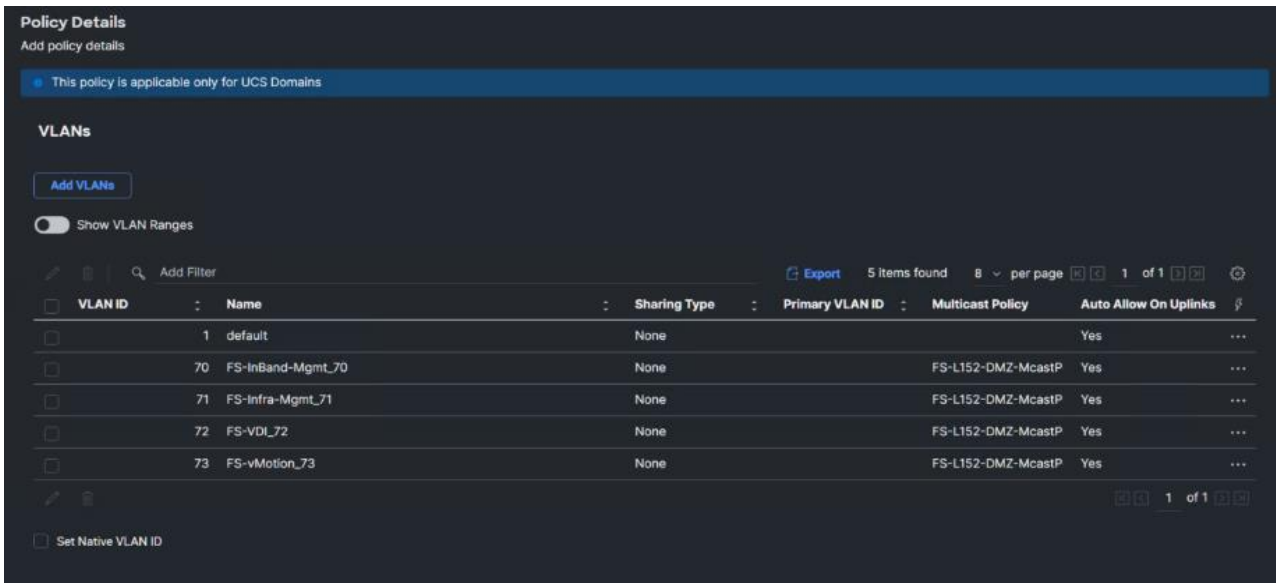 Policy Details
Add policy details
This policy is applicable only for UCS Domains
VLANs
Add VLANs
Show VLAN Ranges
Add Filter Export 5 items found 8 per page 1 of 1
VLAN ID Name Sharing Type Primary VLAN ID Multicast Policy Auto Allow On Uplinks
1 default None Yes ...
70 FS-InBand-Mgmt_70 None FS-L152-DMZ-McastP Yes ...
71 FS-Infra-Mgmt_71 None FS-L152-DMZ-McastP Yes ...
72 FS-VDI_72 None FS-L152-DMZ-McastP Yes ...
73 FS-vMotion_73 None FS-L152-DMZ-McastP Yes ...
1 of 1
Set Native VLAN ID